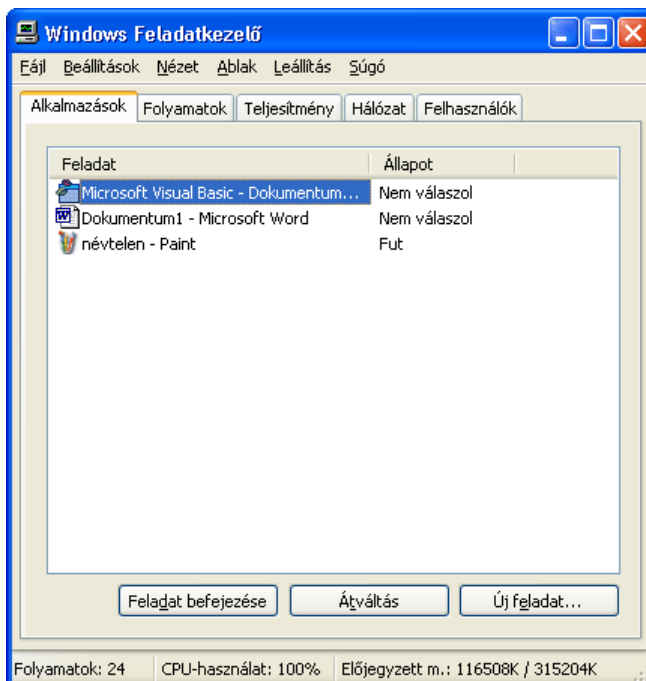 Windows Feladatkezelő
Fájl Beállítások Nézet Ablak Leállítás Súgó
Alkalmazások Folyamatok Teljesítmény Hálózat Felhasználók
Feladat Állapot
Microsoft Visual Basic - Dokumentum... Nem válaszol
Dokumentum1 - Microsoft Word Nem válaszol
névtelen - Paint Fut
Feladat befejezése Átváltás Új feladat...
Folyamatok: 24 CPU-használat: 100% Előjegyzett m.: 116508K / 315204K